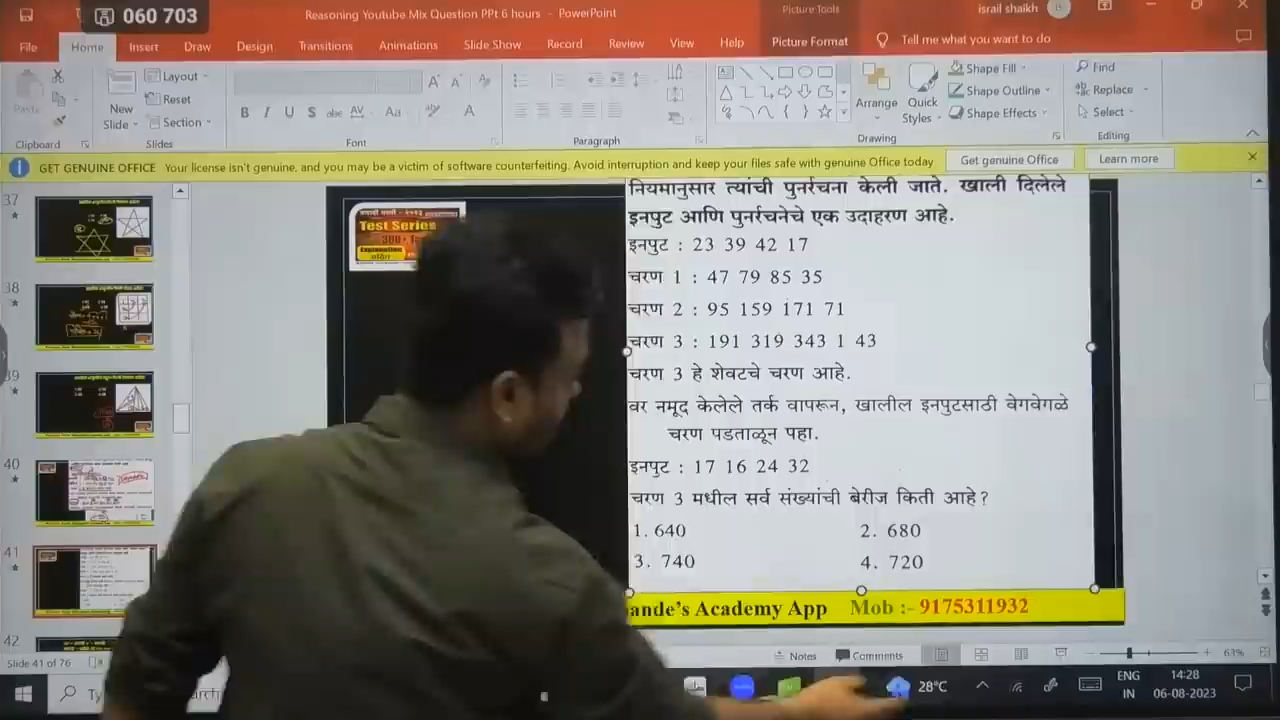 060 703
Reasoning Youtube Mix Question PPt 6 hours - PowerPoint
Picture Tools
israil shaikh
File Home Insert Draw Design Transitions Animations Slide Show Record Review View Help Picture Format Tell me what you want to do
Paste
New Slide
Layout
Reset
Section
Arrange
Quick Styles
Shape Fill
Shape Outline
Shape Effects
Find
Replace
Select
Clipboard
Slides
Font
Paragraph
Drawing
Editing
GET GENUINE OFFICE Your license isn't genuine, and you may be a victim of software counterfeiting. Avoid interruption and keep your files safe with genuine Office today
Get genuine Office
Learn more
37
38
39
40
41
42
Test Series
Explanation
नियमानुसार त्यांची पुनर्रचना केली जाते. खाली दिलेले
इनपुट आणि पुनर्रचनेचे एक उदाहरण आहे.
इनपुट : 23 39 42 17
चरण 1 : 47 79 85 35
चरण 2 : 95 159 171 71
चरण 3 : 191 319 343 1 43
चरण 3 हे शेवटचे चरण आहे.
वर नमूद केलेले तर्क वापरून, खालील इनपुटसाठी वेगवेगळे
चरण पडताळून पहा.
इनपुट : 17 16 24 32
चरण 3 मधील सर्व संख्यांची बेरीज किती आहे?
1. 640 2. 680
3. 740 4. 720
ande's Academy App Mob :- 9175311932
Slide 41 of 76
Notes
Comments
63%
28°C
ENG
IN
14:28
06-08-2023